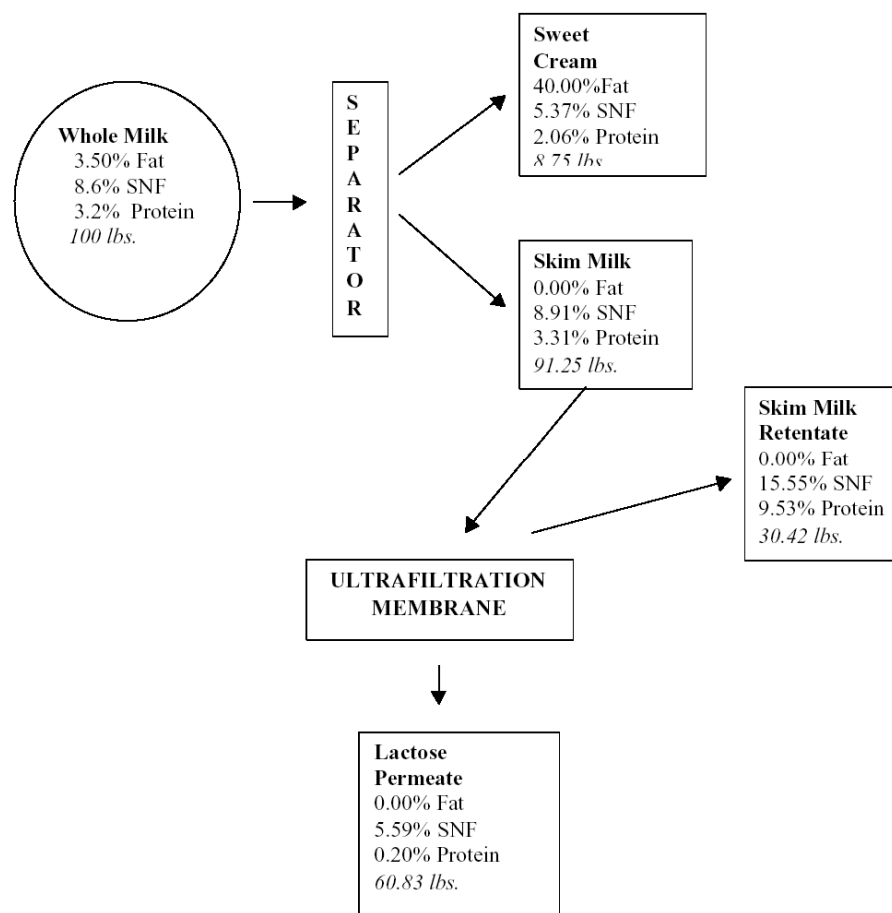 Whole Milk
3.50% Fat
8.6% SNF
3.2% Protein
100 lbs.
S
E
P
A
R
A
T
O
R
Sweet
Cream
40.00%Fat
5.37% SNF
2.06% Protein
8.75 lbs
Skim Milk
0.00% Fat
8.91% SNF
3.31% Protein
91.25 lbs.
Skim Milk
Retentate
0.00% Fat
15.55% SNF
9.53% Protein
30.42 lbs.
ULTRAFILTRATION
MEMBRANE
Lactose
Permeate
0.00% Fat
5.59% SNF
0.20% Protein
60.83 lbs.